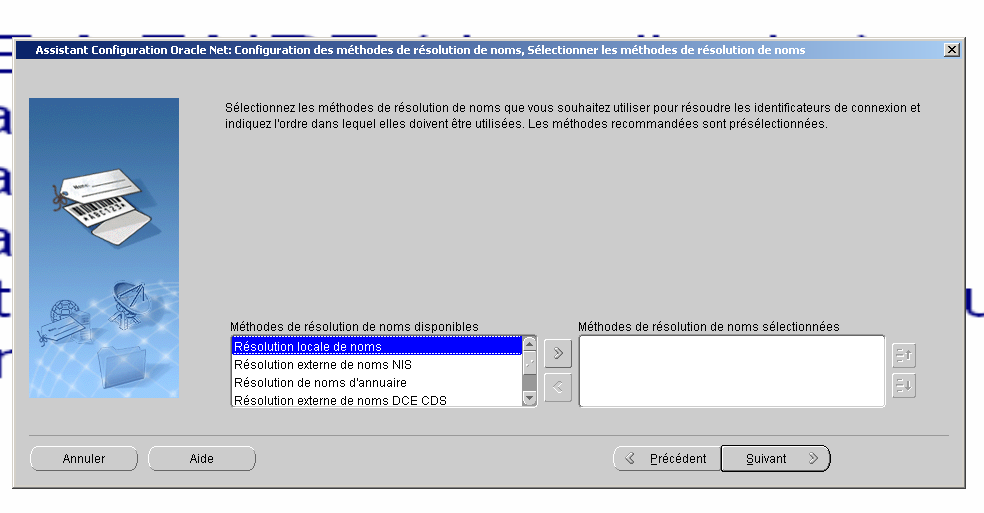 Assistant Configuration Oracle Net: Configuration des méthodes de résolution de noms, Sélectionner les méthodes de résolution de noms
Sélectionnez les méthodes de résolution de noms que vous souhaitez utiliser pour résoudre les identificateurs de connexion et
indiquez l'ordre dans lequel elles doivent être utilisées. Les méthodes recommandées sont présélectionnées.
ABC123
Méthodes de résolution de noms disponibles
Méthodes de résolution de noms sélectionnées
Résolution locale de noms
Résolution externe de noms NIS
Résolution de noms d'annuaire
Résolution externe de noms DCE CDS
Annuler
Aide
Précédent
Suivant